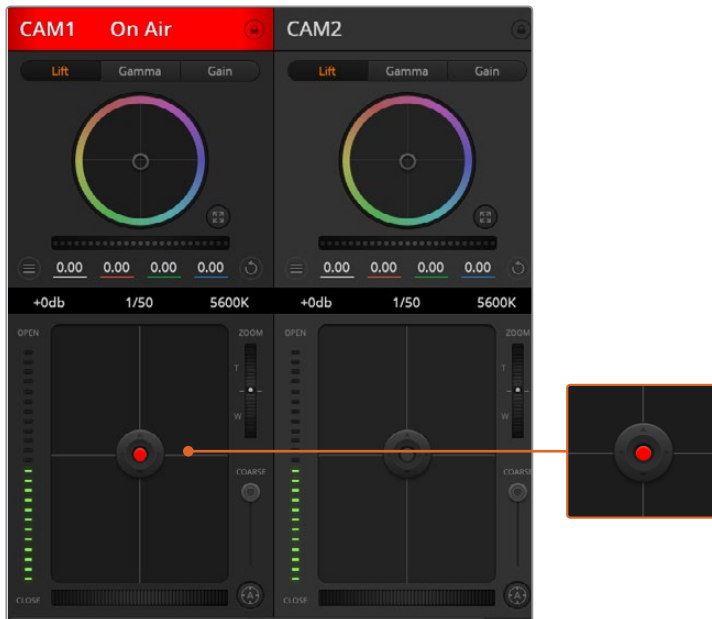 CAM1 On Air
Lift Gamma Gain
0.00 0.00 0.00 0.00
+0db 1/50 5600K
OPEN
ZOOM
T
W
COARSE
CLOSE
A
CAM2
Lift Gamma Gain
0.00 0.00 0.00 0.00
+0db 1/50 5600K
OPEN
ZOOM
T
W
COARSE
CLOSE
A